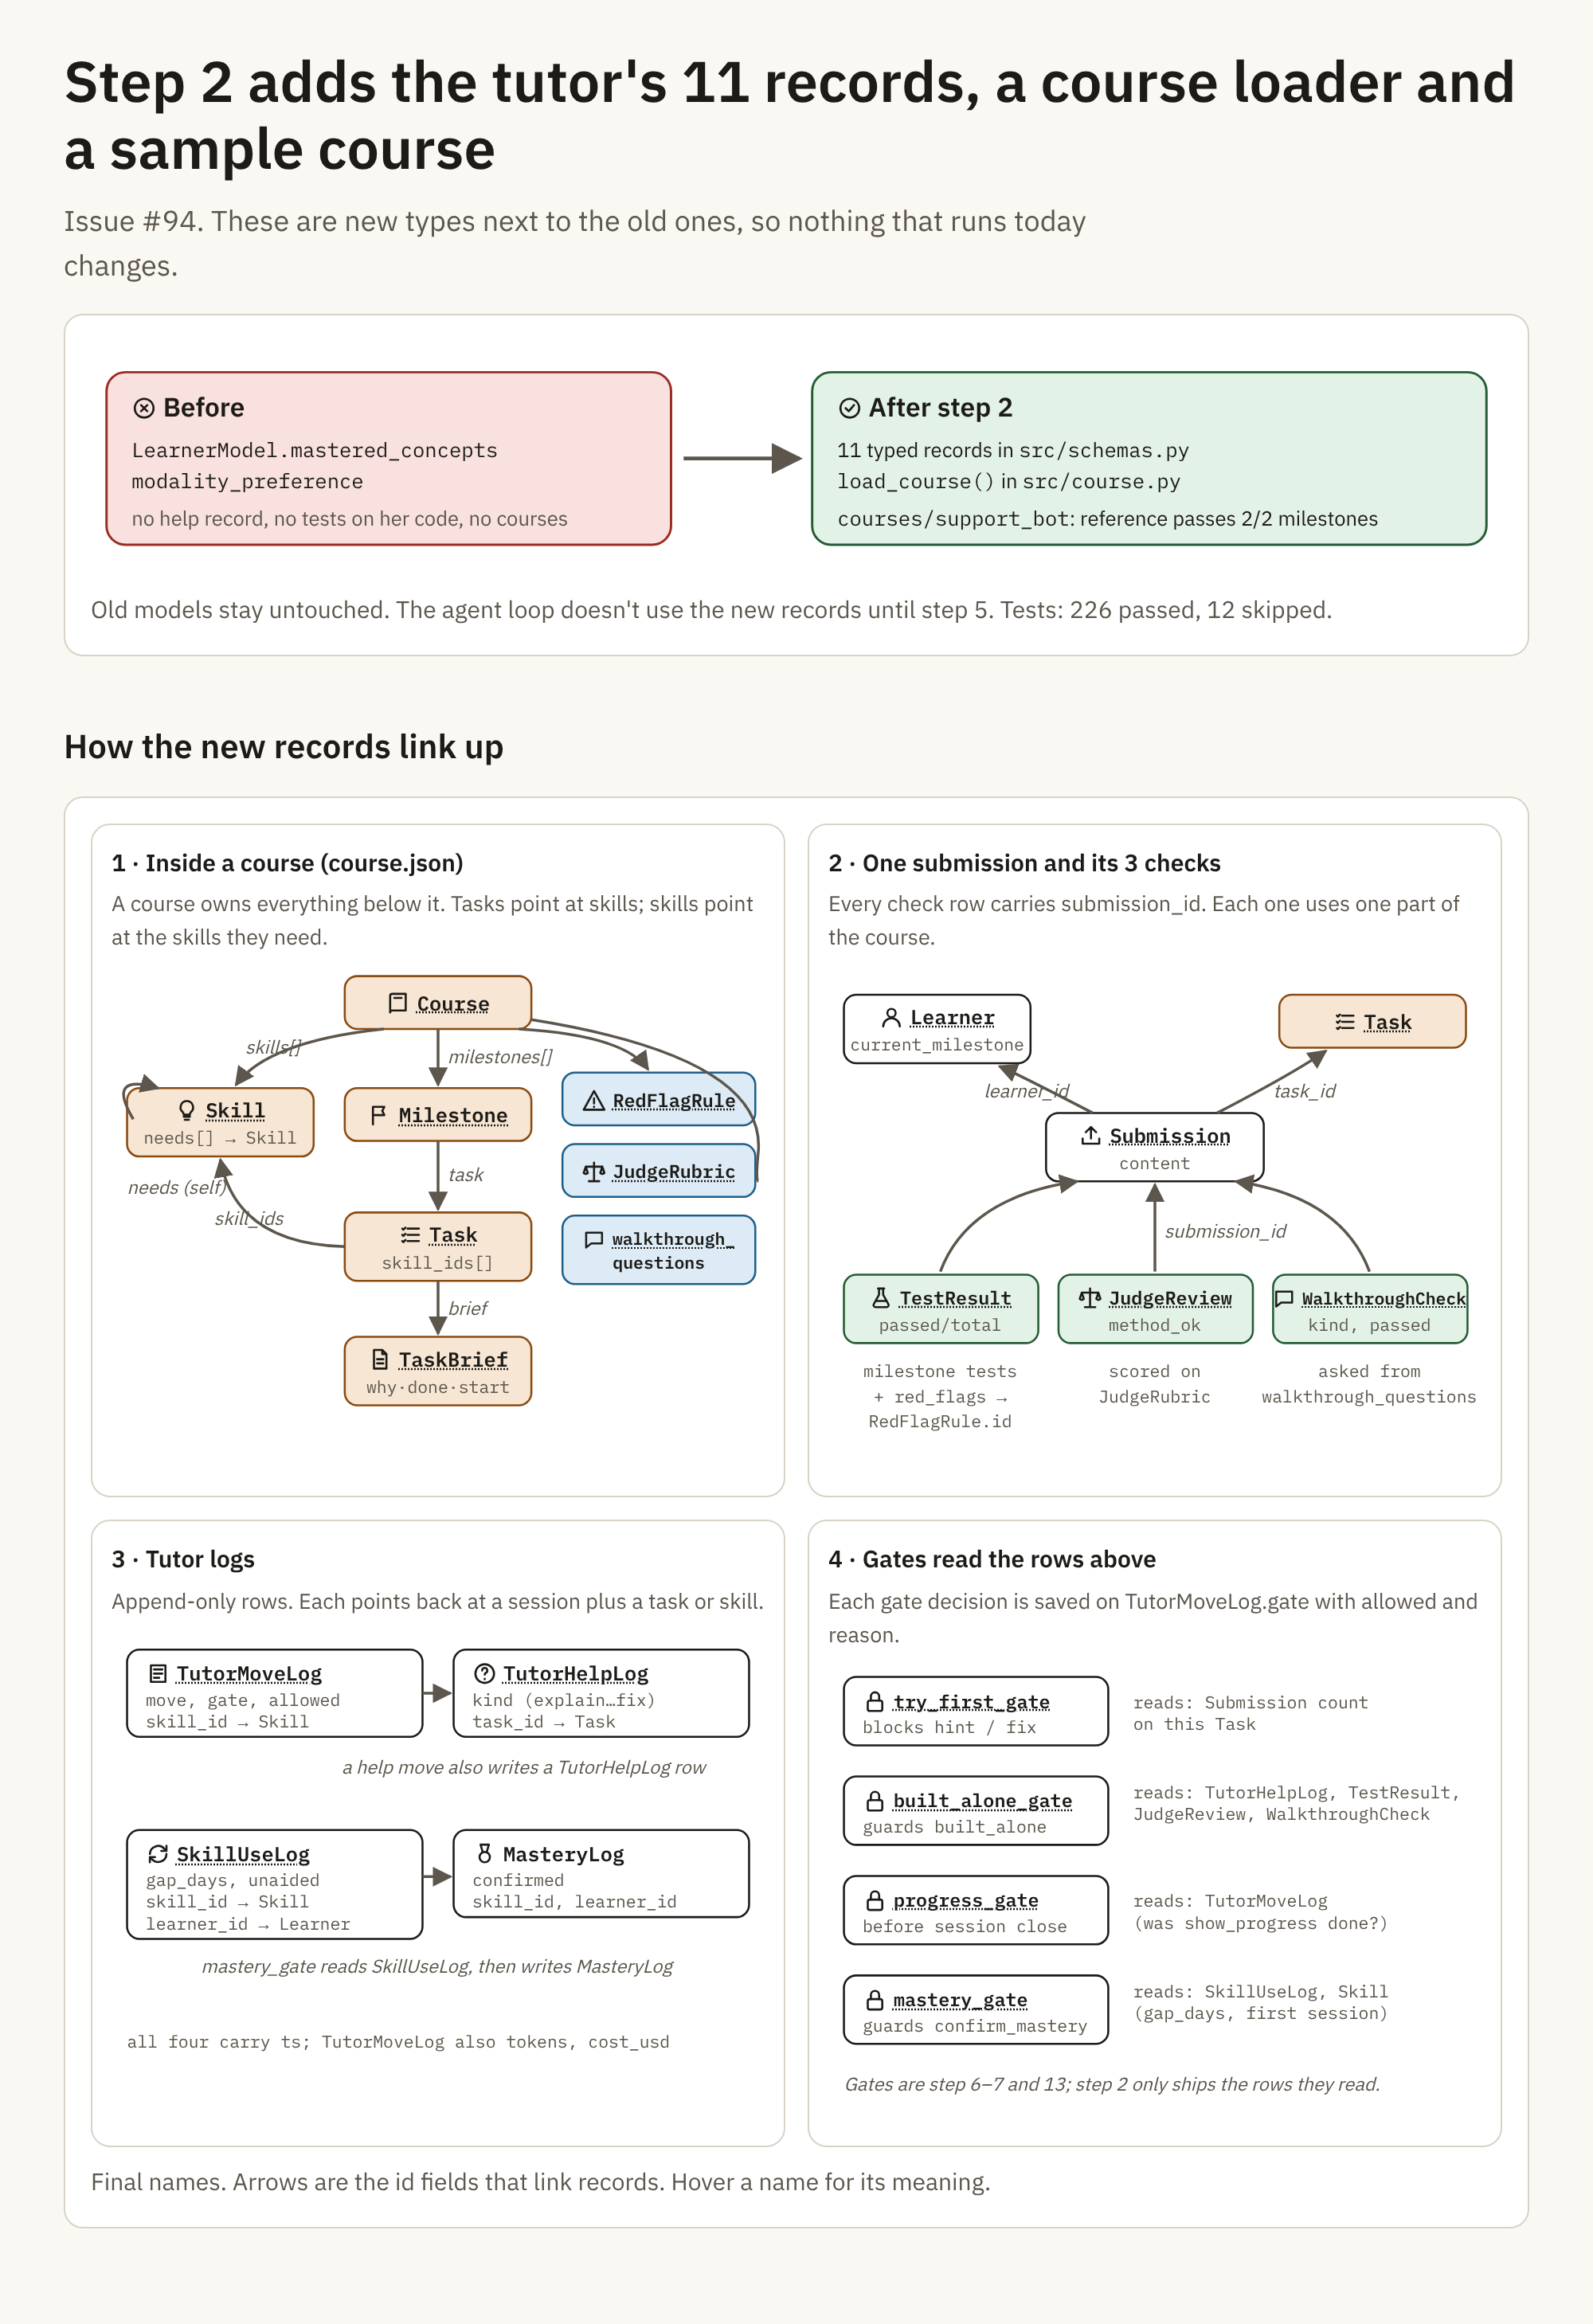 Step 2 adds the tutor's 11 records, a course loader and
a sample course
Issue #94. These are new types next to the old ones, so nothing that runs today
changes.
Before
LearnerModel.mastered_concepts
modality_preference
no help record, no tests on her code, no courses
After step 2
11 typed records in src/schemas.py
load_course() in src/course.py
courses/support_bot: reference passes 2/2 milestones
Old models stay untouched. The agent loop doesn't use the new records until step 5. Tests: 226 passed, 12 skipped.
How the new records link up
1 · Inside a course (course.json)
A course owns everything below it. Tasks point at skills; skills point
at the skills they need.
Course
skills[]
milestones[]
Skill
needs[] → Skill
Milestone
RedFlagRule
needs (self)
task
JudgeRubric
skill_ids
Task
skill_ids[]
walkthrough_
questions
brief
TaskBrief
why·done·start
2 · One submission and its 3 checks
Every check row carries submission_id. Each one uses one part of
the course.
Learner
current_milestone
Task
learner_id
task_id
Submission
content
submission_id
TestResult
passed/total
JudgeReview
method_ok
WalkthroughCheck
kind, passed
milestone tests
+ red_flags →
RedFlagRule.id
scored on
JudgeRubric
asked from
walkthrough_questions
3 · Tutor logs
Append-only rows. Each points back at a session plus a task or skill.
TutorMoveLog
move, gate, allowed
skill_id → Skill
TutorHelpLog
kind (explain…fix)
task_id → Task
a help move also writes a TutorHelpLog row
SkillUseLog
gap_days, unaided
skill_id → Skill
learner_id → Learner
MasteryLog
confirmed
skill_id, learner_id
mastery_gate reads SkillUseLog, then writes MasteryLog
all four carry ts; TutorMoveLog also tokens, cost_usd
4 · Gates read the rows above
Each gate decision is saved on TutorMoveLog.gate with allowed and
reason.
try_first_gate
blocks hint / fix
reads: Submission count
on this Task
built_alone_gate
guards built_alone
reads: TutorHelpLog, TestResult,
JudgeReview, WalkthroughCheck
progress_gate
before session close
reads: TutorMoveLog
(was show_progress done?)
mastery_gate
guards confirm_mastery
reads: SkillUseLog, Skill
(gap_days, first session)
Gates are step 6–7 and 13; step 2 only ships the rows they read.
Final names. Arrows are the id fields that link records. Hover a name for its meaning.